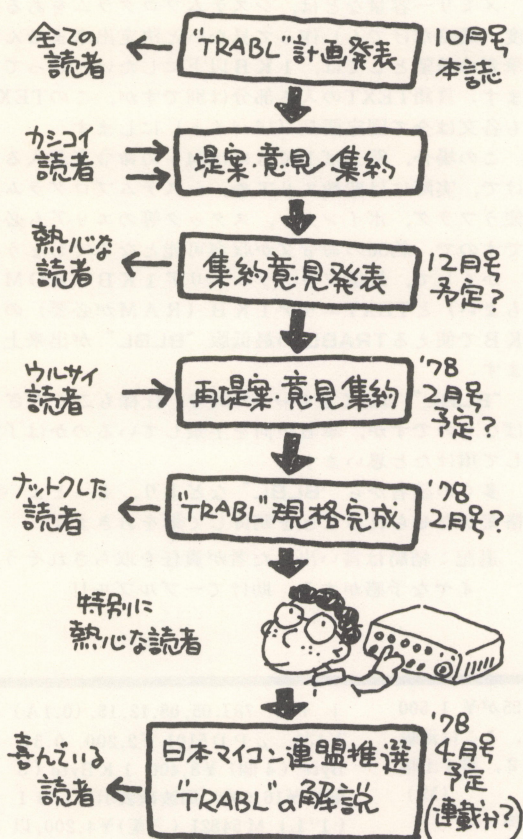 全ての
読者
"TRABL"計画発表
10月号
本誌
カシコイ
読者
提案・意見・集約
熱心な
読者
集約意見発表
12月号
予定?
ウルサイ
読者
再提案・意見集約
'78
2月号
予定?
ナットクした
読者
"TRABL"規格完成
'78
2月号?
特別に
熱心な読者
喜んでいる
読者
日本マイコン連盟推選
"TRABL"の解説
'78
4月号
予定
(連載分?)